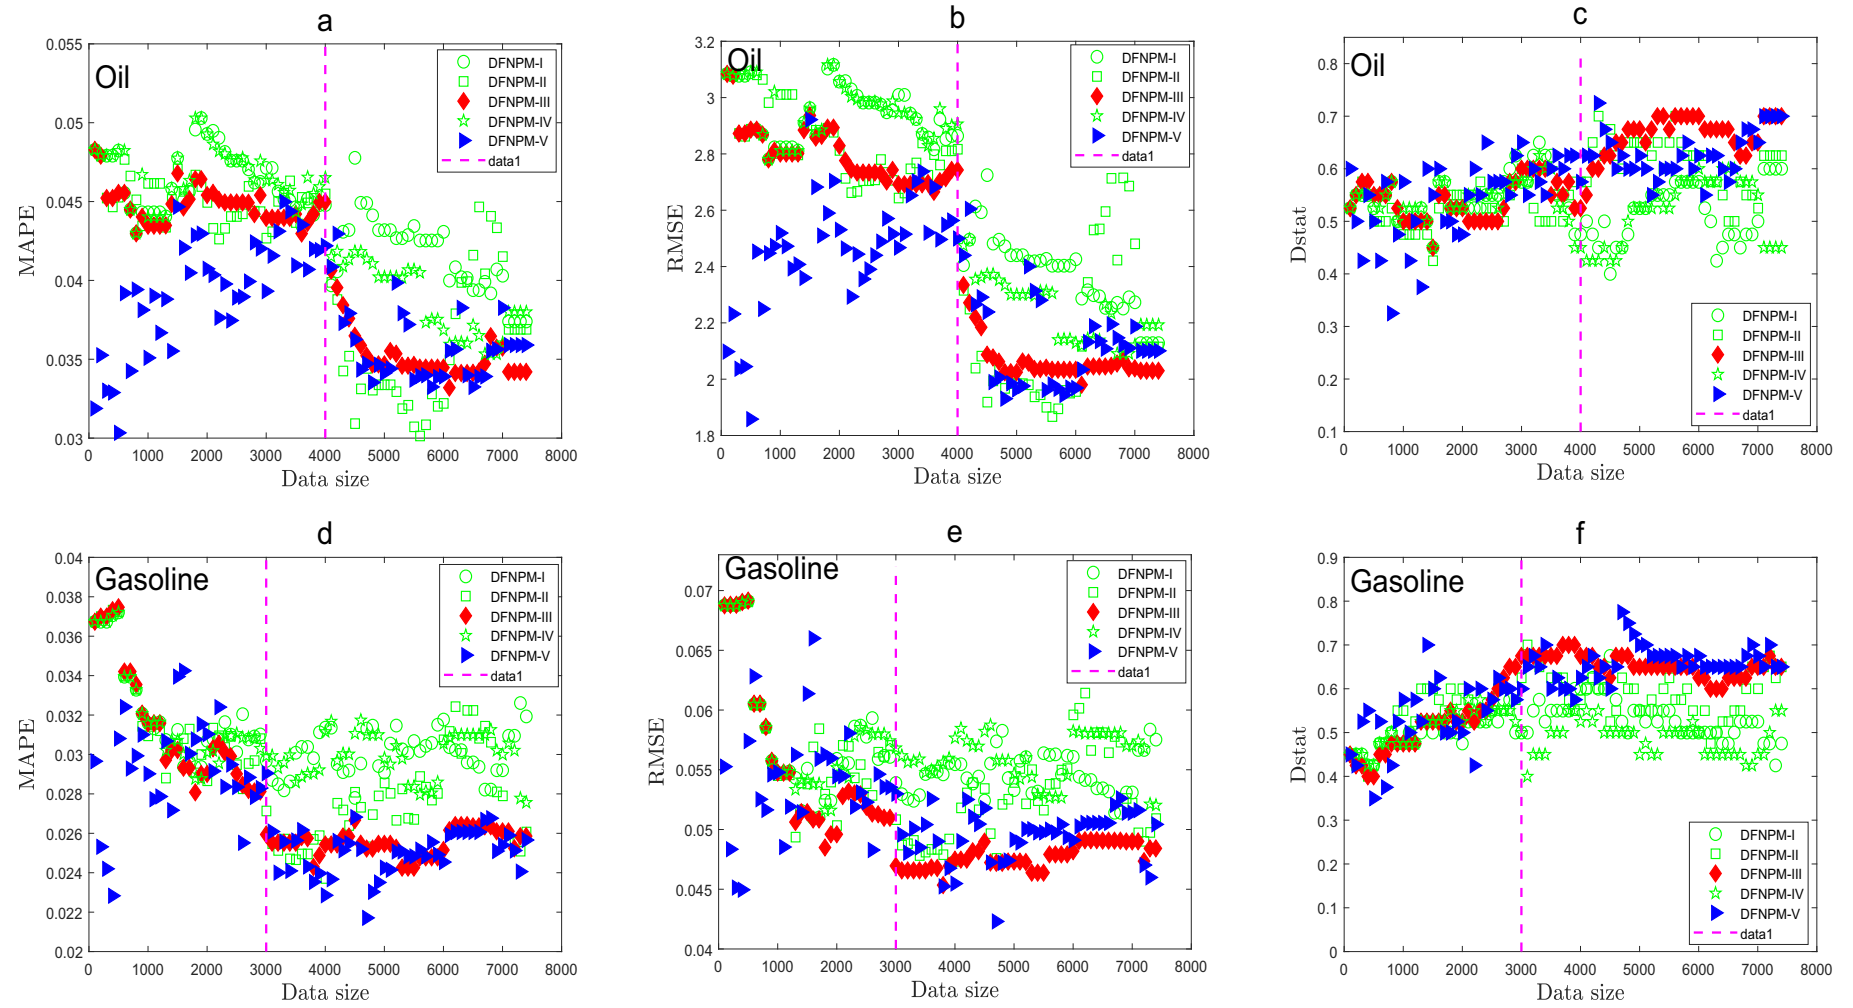 a
Oil
0.055
0.05
0.045
0.04
0.035
0.03
MAPE
0 1000 2000 3000 4000 5000 6000 7000 8000
Data size
DFNPM-I
DFNPM-II
DFNPM-III
DFNPM-IV
DFNPM-V
data1
b
Oil
3.2
3
2.8
2.6
2.4
2.2
2
1.8
RMSE
0 1000 2000 3000 4000 5000 6000 7000 8000
Data size
DFNPM-I
DFNPM-II
DFNPM-III
DFNPM-IV
DFNPM-V
data1
c
Oil
0.8
0.7
0.6
0.5
0.4
0.3
0.2
0.1
Dstat
0 1000 2000 3000 4000 5000 6000 7000 8000
Data size
DFNPM-I
DFNPM-II
DFNPM-III
DFNPM-IV
DFNPM-V
data1
d
Gasoline
0.04
0.038
0.036
0.034
0.032
0.03
0.028
0.026
0.024
0.022
0.02
MAPE
0 1000 2000 3000 4000 5000 6000 7000 8000
Data size
DFNPM-I
DFNPM-II
DFNPM-III
DFNPM-IV
DFNPM-V
data1
e
Gasoline
0.07
0.065
0.06
0.055
0.05
0.045
0.04
RMSE
0 1000 2000 3000 4000 5000 6000 7000 8000
Data size
DFNPM-I
DFNPM-II
DFNPM-III
DFNPM-IV
DFNPM-V
data1
f
Gasoline
0.9
0.8
0.7
0.6
0.5
0.4
0.3
0.2
0.1
0
Dstat
0 1000 2000 3000 4000 5000 6000 7000 8000
Data size
DFNPM-I
DFNPM-II
DFNPM-III
DFNPM-IV
DFNPM-V
data1